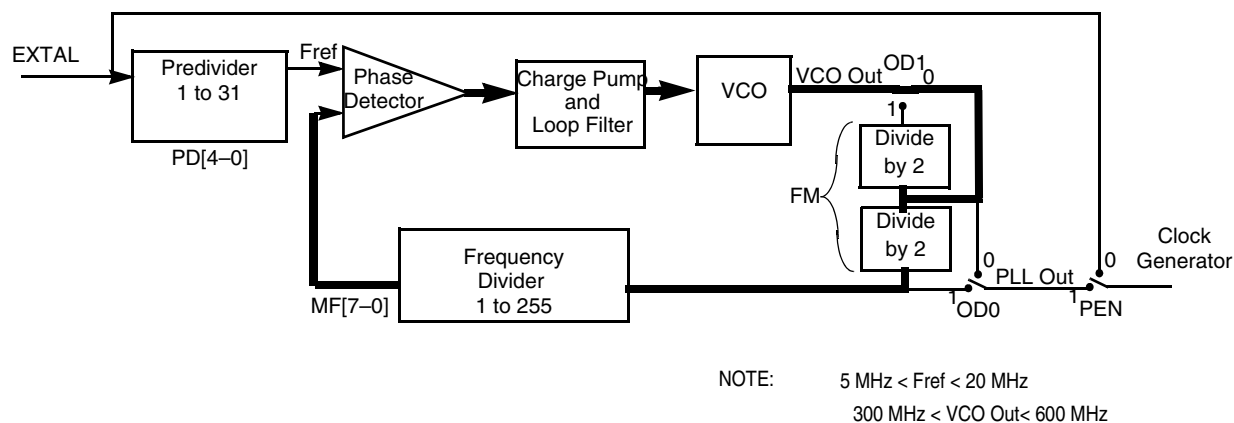 EXTAL
Predivider
1 to 31
PD[4–0]
Fref
Phase
Detector
Charge Pump
and
Loop Filter
VCO
VCO Out
OD1
0
1
Divide
by 2
FM
Divide
by 2
Frequency
Divider
1 to 255
MF[7–0]
0
1
OD0
PLL Out
0
1
PEN
Clock
Generator
NOTE: 5 MHz < Fref < 20 MHz
300 MHz < VCO Out< 600 MHz